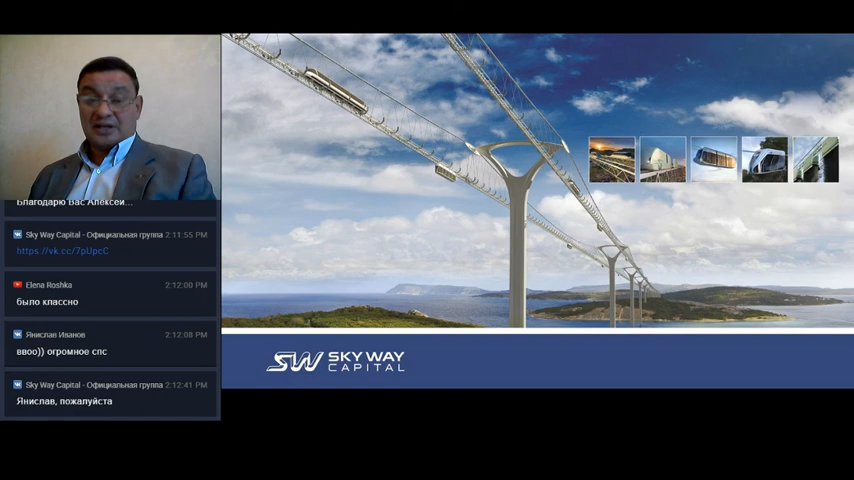 Благодарю Вас Алексей...
Sky Way Capital - Официальная группа 2:11:55 PM
https://vk.cc/7pUpcC
Elena Roshka 2:12:00 PM
было классно
Янислав Иванов 2:12:08 PM
ввоо)) огромное спс
Sky Way Capital - Официальная группа 2:12:41 PM
Янислав, пожалуйста
SW SKY WAY
CAPITAL